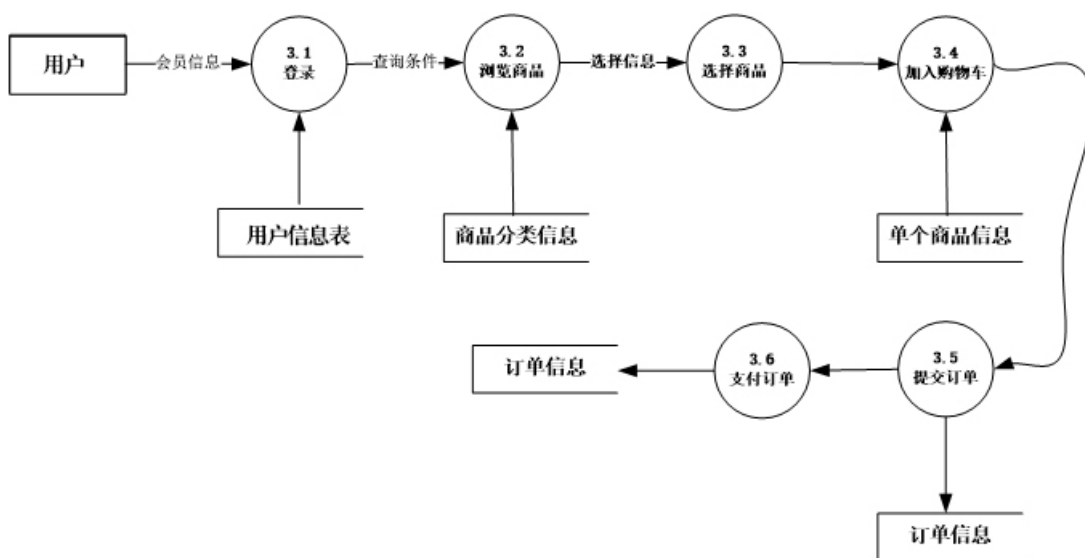 用户
会员信息
3.1
登录
查询条件
3.2
浏览商品
选择信息
3.3
选择商品
3.4
加入购物车
用户信息表
商品分类信息
单个商品信息
订单信息
3.6
支付订单
3.5
提交订单
订单信息